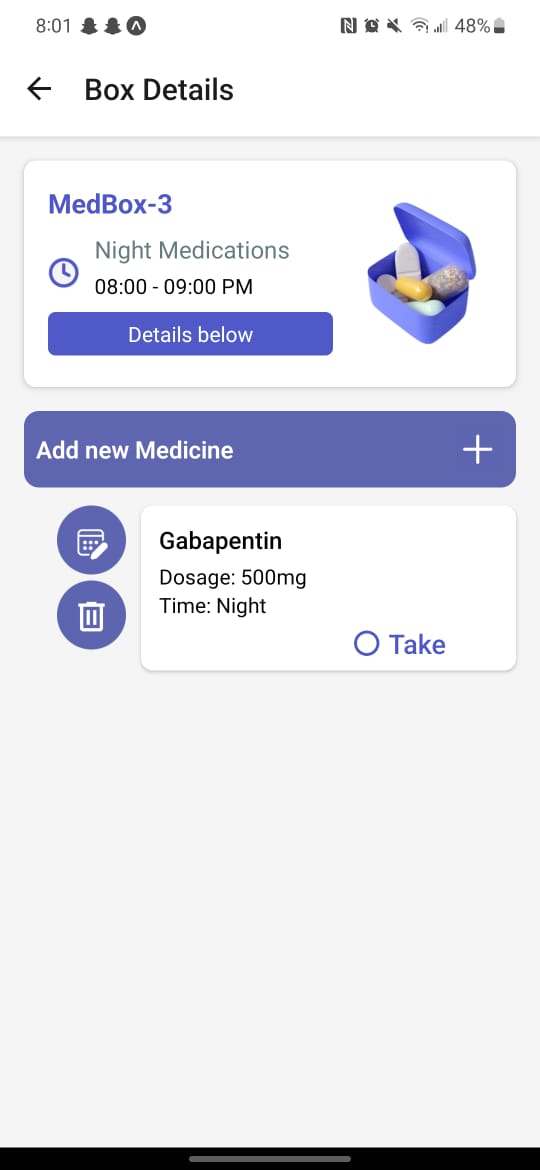 8:01
48%
Box Details
MedBox-3
Night Medications
08:00 - 09:00 PM
Details below
Add new Medicine
Gabapentin
Dosage: 500mg
Time: Night
Take